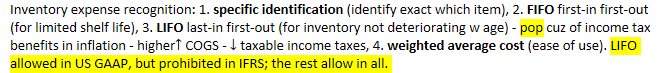 Inventory expense recognition: 1. specific identification (identify exact which item), 2. FIFO first-in first-out
(for limited shelf life), 3. LIFO last-in first-out (for inventory not deteriorating w age) - pop cuz of income tax
benefits in inflation - higher↑ COGS - ↓ taxable income taxes, 4. weighted average cost (ease of use). LIFO
allowed in US GAAP, but prohibited in IFRS; the rest allow in all.